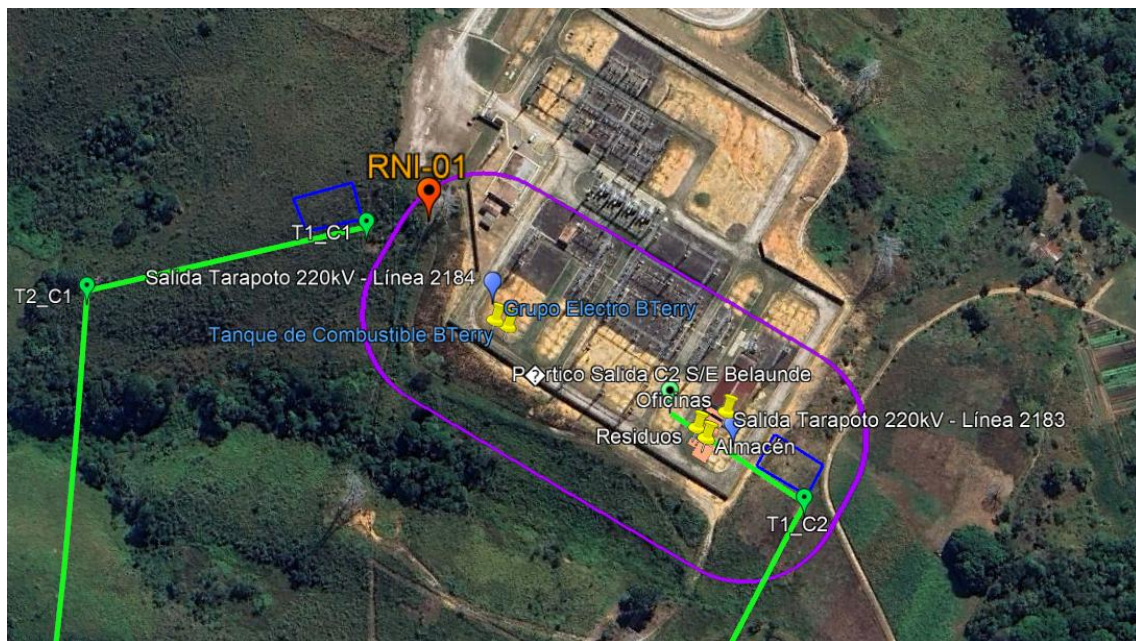 RNI-01
T1_C1
Salida Tarapoto 220kV - Línea 2184
T2_C1
Grupo Electro BTerry
Tanque de Combustible BTerry
P�rtico Salida C2 S/E Belaunde
Oficinas
Salida Tarapoto 220kV - Línea 2183
Residuos
Almacén
T1_C2